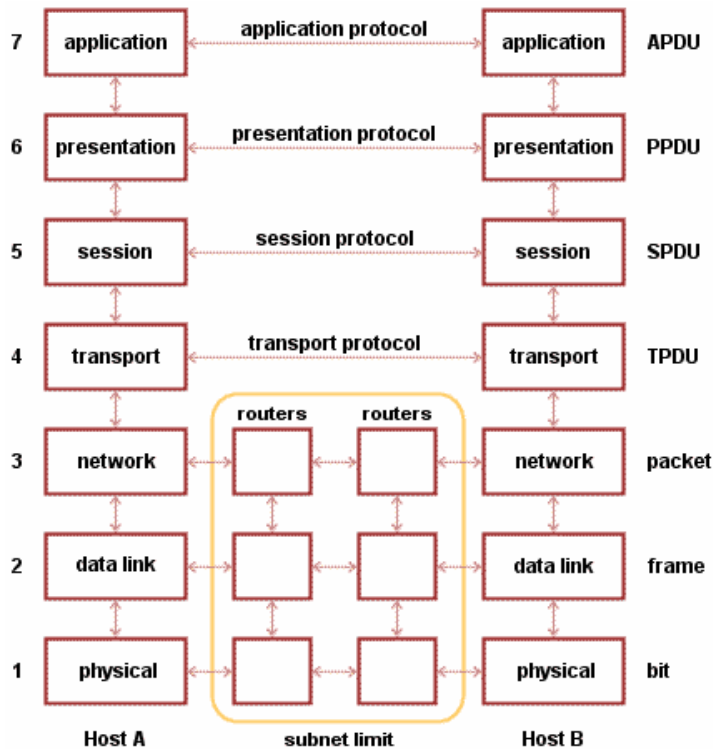 7 application application protocol application APDU
6 presentation presentation protocol presentation PPDU
5 session session protocol session SPDU
4 transport transport protocol transport TPDU
routers routers
3 network network packet
2 data link data link frame
1 physical physical bit
Host A subnet limit Host B